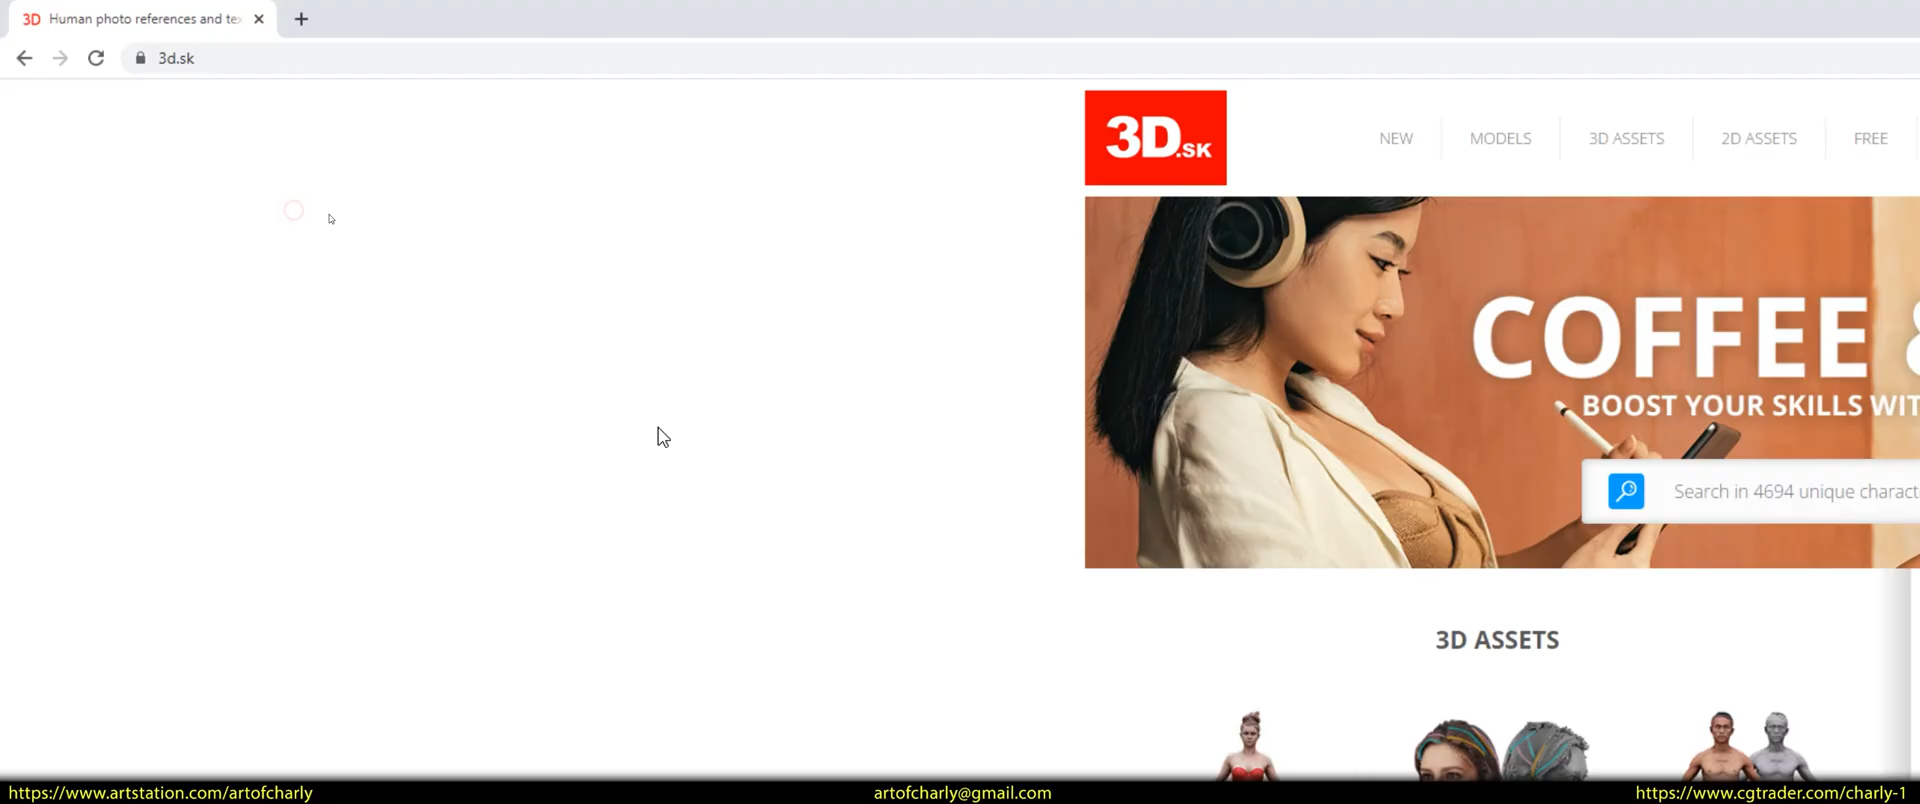 3D Human photo references and tex
3d.sk
3D.SK
NEW
MODELS
3D ASSETS
2D ASSETS
FREE
COFFEE &
BOOST YOUR SKILLS WIT
Search in 4694 unique charact
3D ASSETS
https://www.artstation.com/artofcharly
artofcharly@gmail.com
https://www.cgtrader.com/charly-1